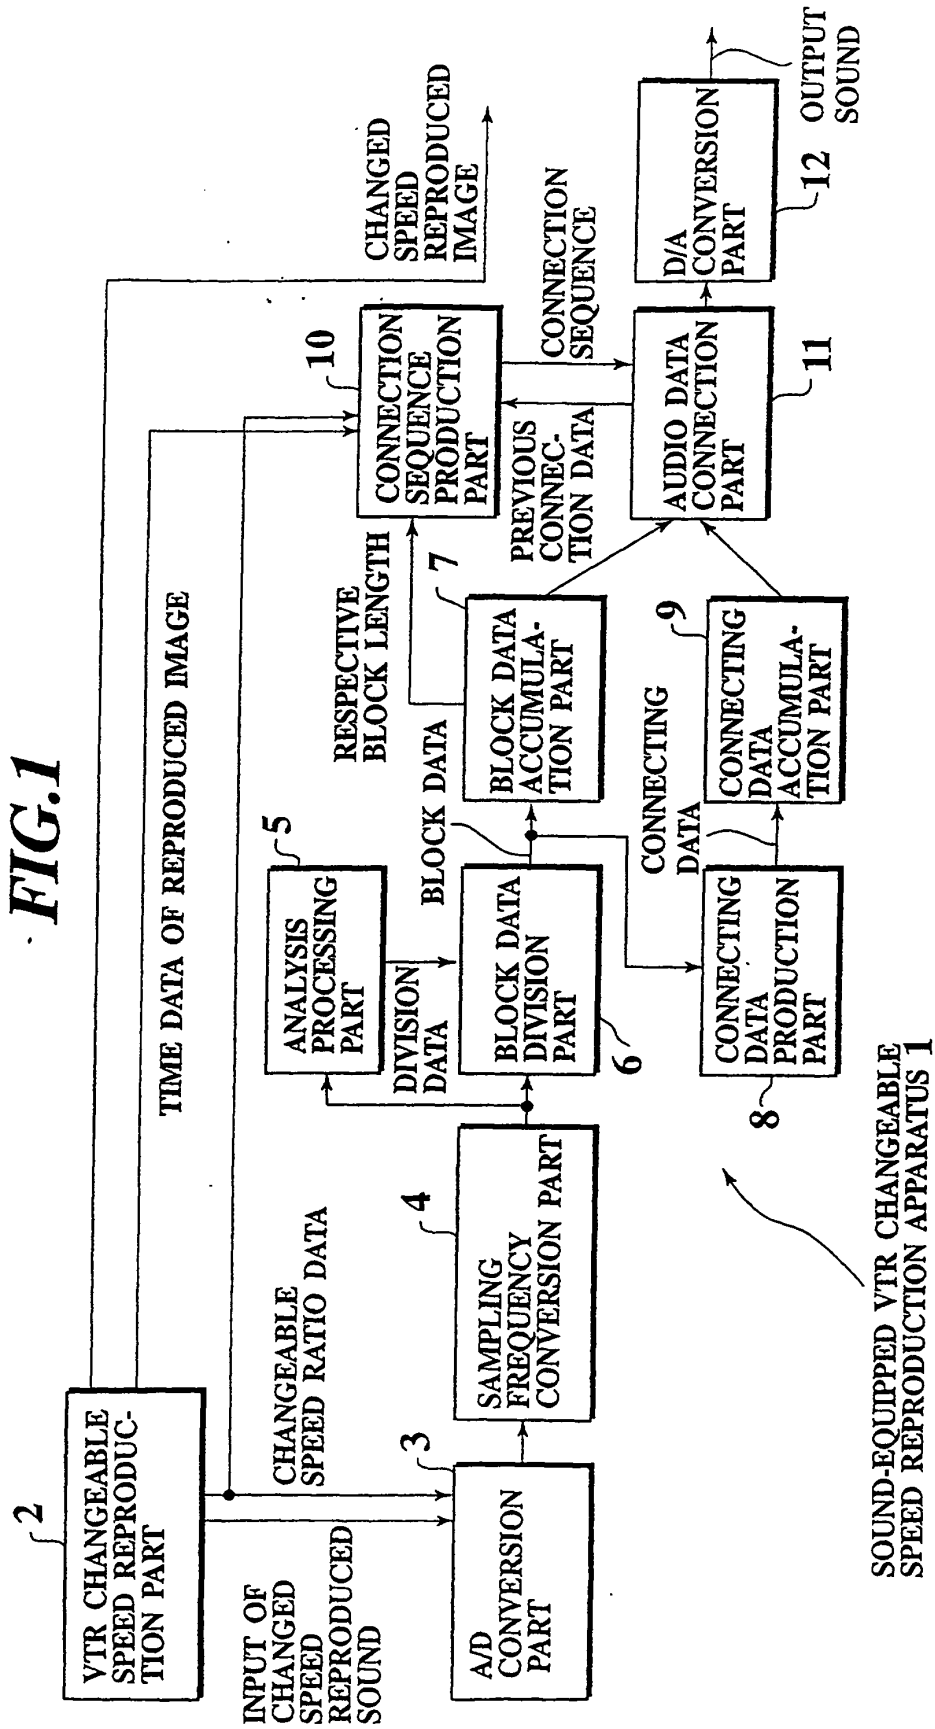 FIG.1
2
VTR CHANGEABLE
SPEED REPRODUC-
TION PART
TIME DATA OF REPRODUCED IMAGE
CHANGED
SPEED
REPRODUCED
IMAGE
INPUT OF
CHANGED
SPEED
REPRODUCED
SOUND
CHANGEABLE
SPEED RATIO DATA
3
A/D
CONVERSION
PART
4
SAMPLING
FREQUENCY
CONVERSION PART
5
ANALYSIS
PROCESSING
PART
DIVISION
DATA
BLOCK DATA
DIVISION
PART
6
BLOCK DATA
RESPECTIVE
BLOCK LENGTH
7
BLOCK DATA
ACCUMULA-
TION PART
10
CONNECTION
SEQUENCE
PRODUCTION
PART
PREVIOUS
CONNEC-
TION DATA
CONNECTION
SEQUENCE
CONNECTING
DATA
PRODUCTION
PART
8
CONNECTING
DATA
9
CONNECTING
DATA
ACCUMULA-
TION PART
AUDIO DATA
CONNECTION
PART
11
D/A
CONVERSION
PART
12
OUTPUT
SOUND
SOUND-EQUIPPED VTR CHANGEABLE
SPEED REPRODUCTION APPARATUS 1